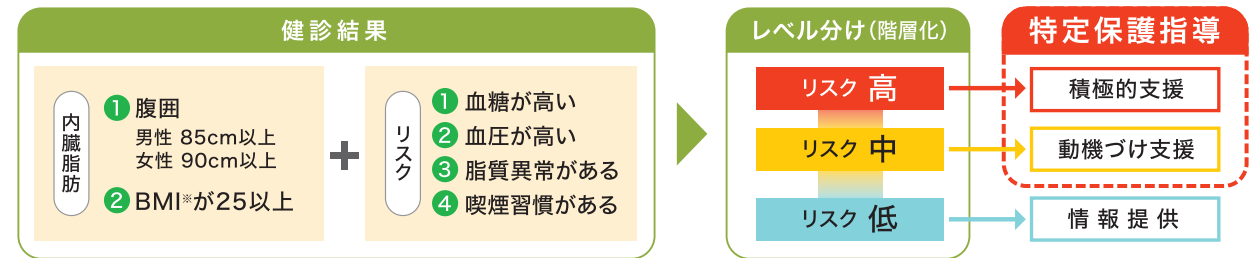 健診結果
内臓脂肪
1 腹囲
男性 85cm以上
女性 90cm以上
2 BMI※が25以上
+
リスク
1 血糖が高い
2 血圧が高い
3 脂質異常がある
4 喫煙習慣がある
レベル分け（階層化）
リスク 高
リスク 中
リスク 低
特定保護指導
積極的支援
動機づけ支援
情報提供